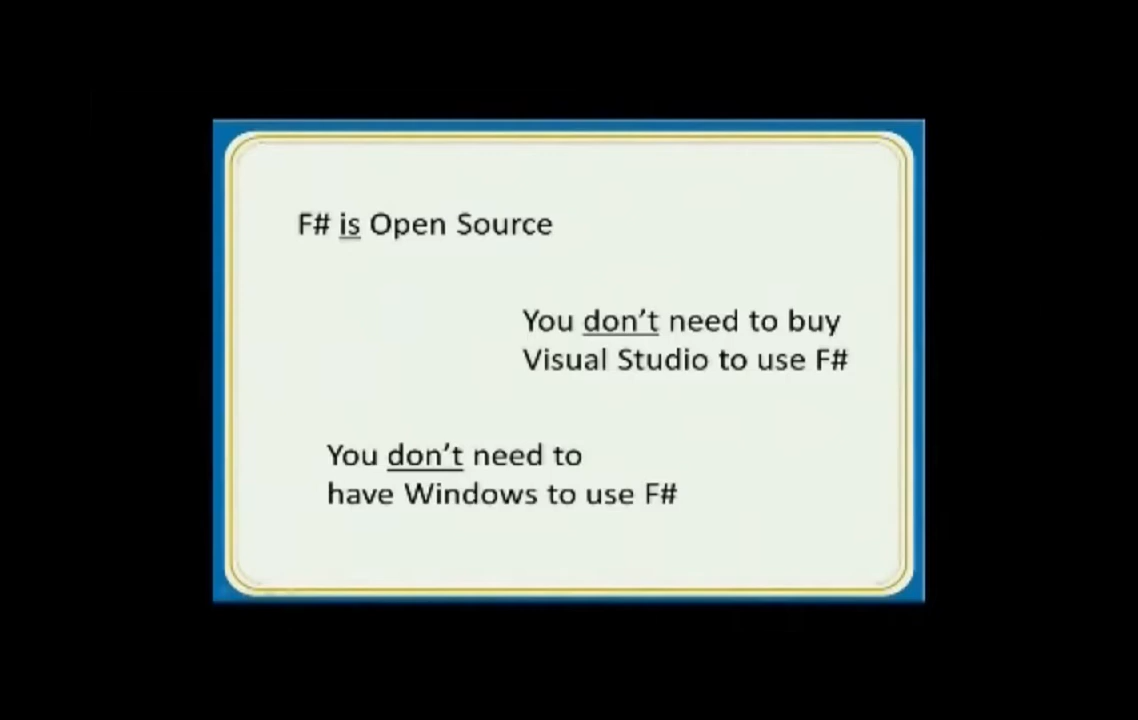 F# is Open Source
You don't need to buy
Visual Studio to use F#
You don't need to
have Windows to use F#